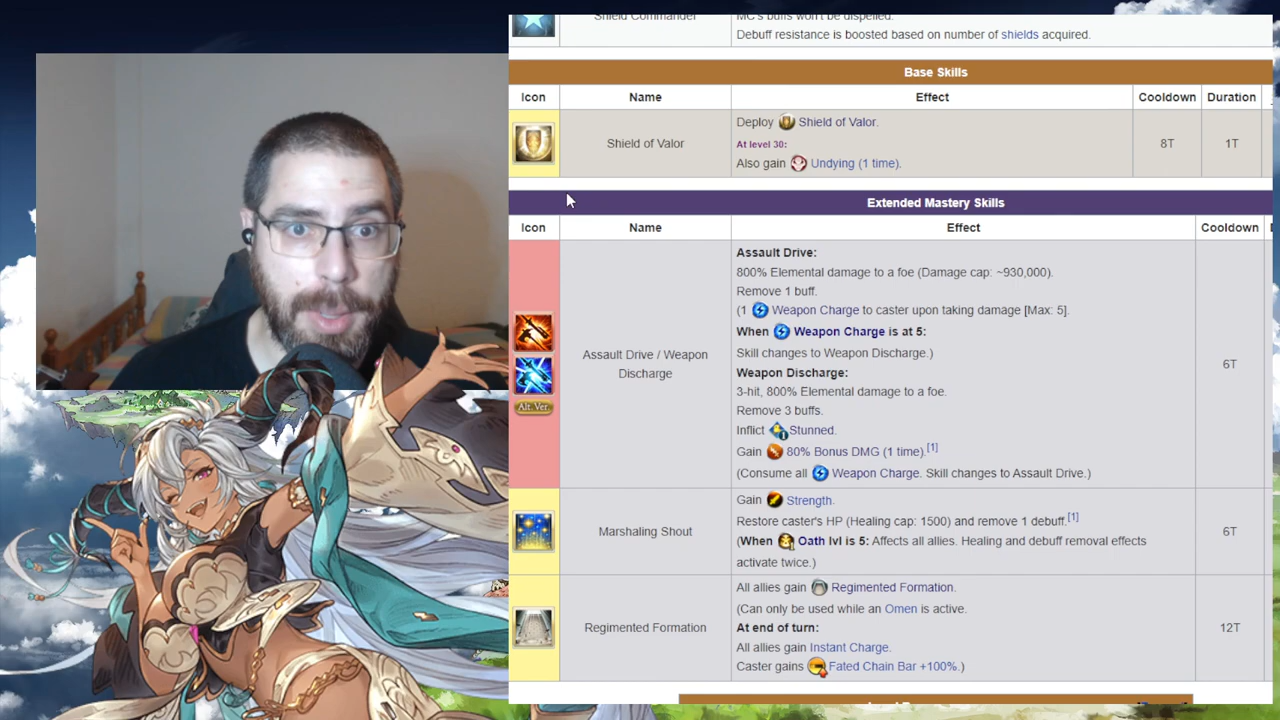 Shield Commander
MC's buffs won't be dispelled.
Debuff resistance is boosted based on number of shields acquired.
Base Skills
Icon Name Effect Cooldown Duration
Shield of Valor
Deploy Shield of Valor.
At level 30:
Also gain Undying (1 time).
8T 1T
Extended Mastery Skills
Icon Name Effect Cooldown
Alt. Ver.
Assault Drive / Weapon
Discharge
Assault Drive:
800% Elemental damage to a foe (Damage cap: ~930,000).
Remove 1 buff.
(1 Weapon Charge to caster upon taking damage [Max: 5].
When Weapon Charge is at 5:
Skill changes to Weapon Discharge.)
Weapon Discharge:
3-hit, 800% Elemental damage to a foe.
Remove 3 buffs.
Inflict Stunned.
Gain 80% Bonus DMG (1 time).[1]
(Consume all Weapon Charge. Skill changes to Assault Drive.)
6T
Marshaling Shout
Gain Strength.
Restore caster's HP (Healing cap: 1500) and remove 1 debuff.[1]
(When Oath lvl is 5: Affects all allies. Healing and debuff removal effects
activate twice.)
6T
Regimented Formation
All allies gain Regimented Formation.
(Can only be used while an Omen is active.
At end of turn:
All allies gain Instant Charge.
Caster gains Fated Chain Bar +100%.)
12T